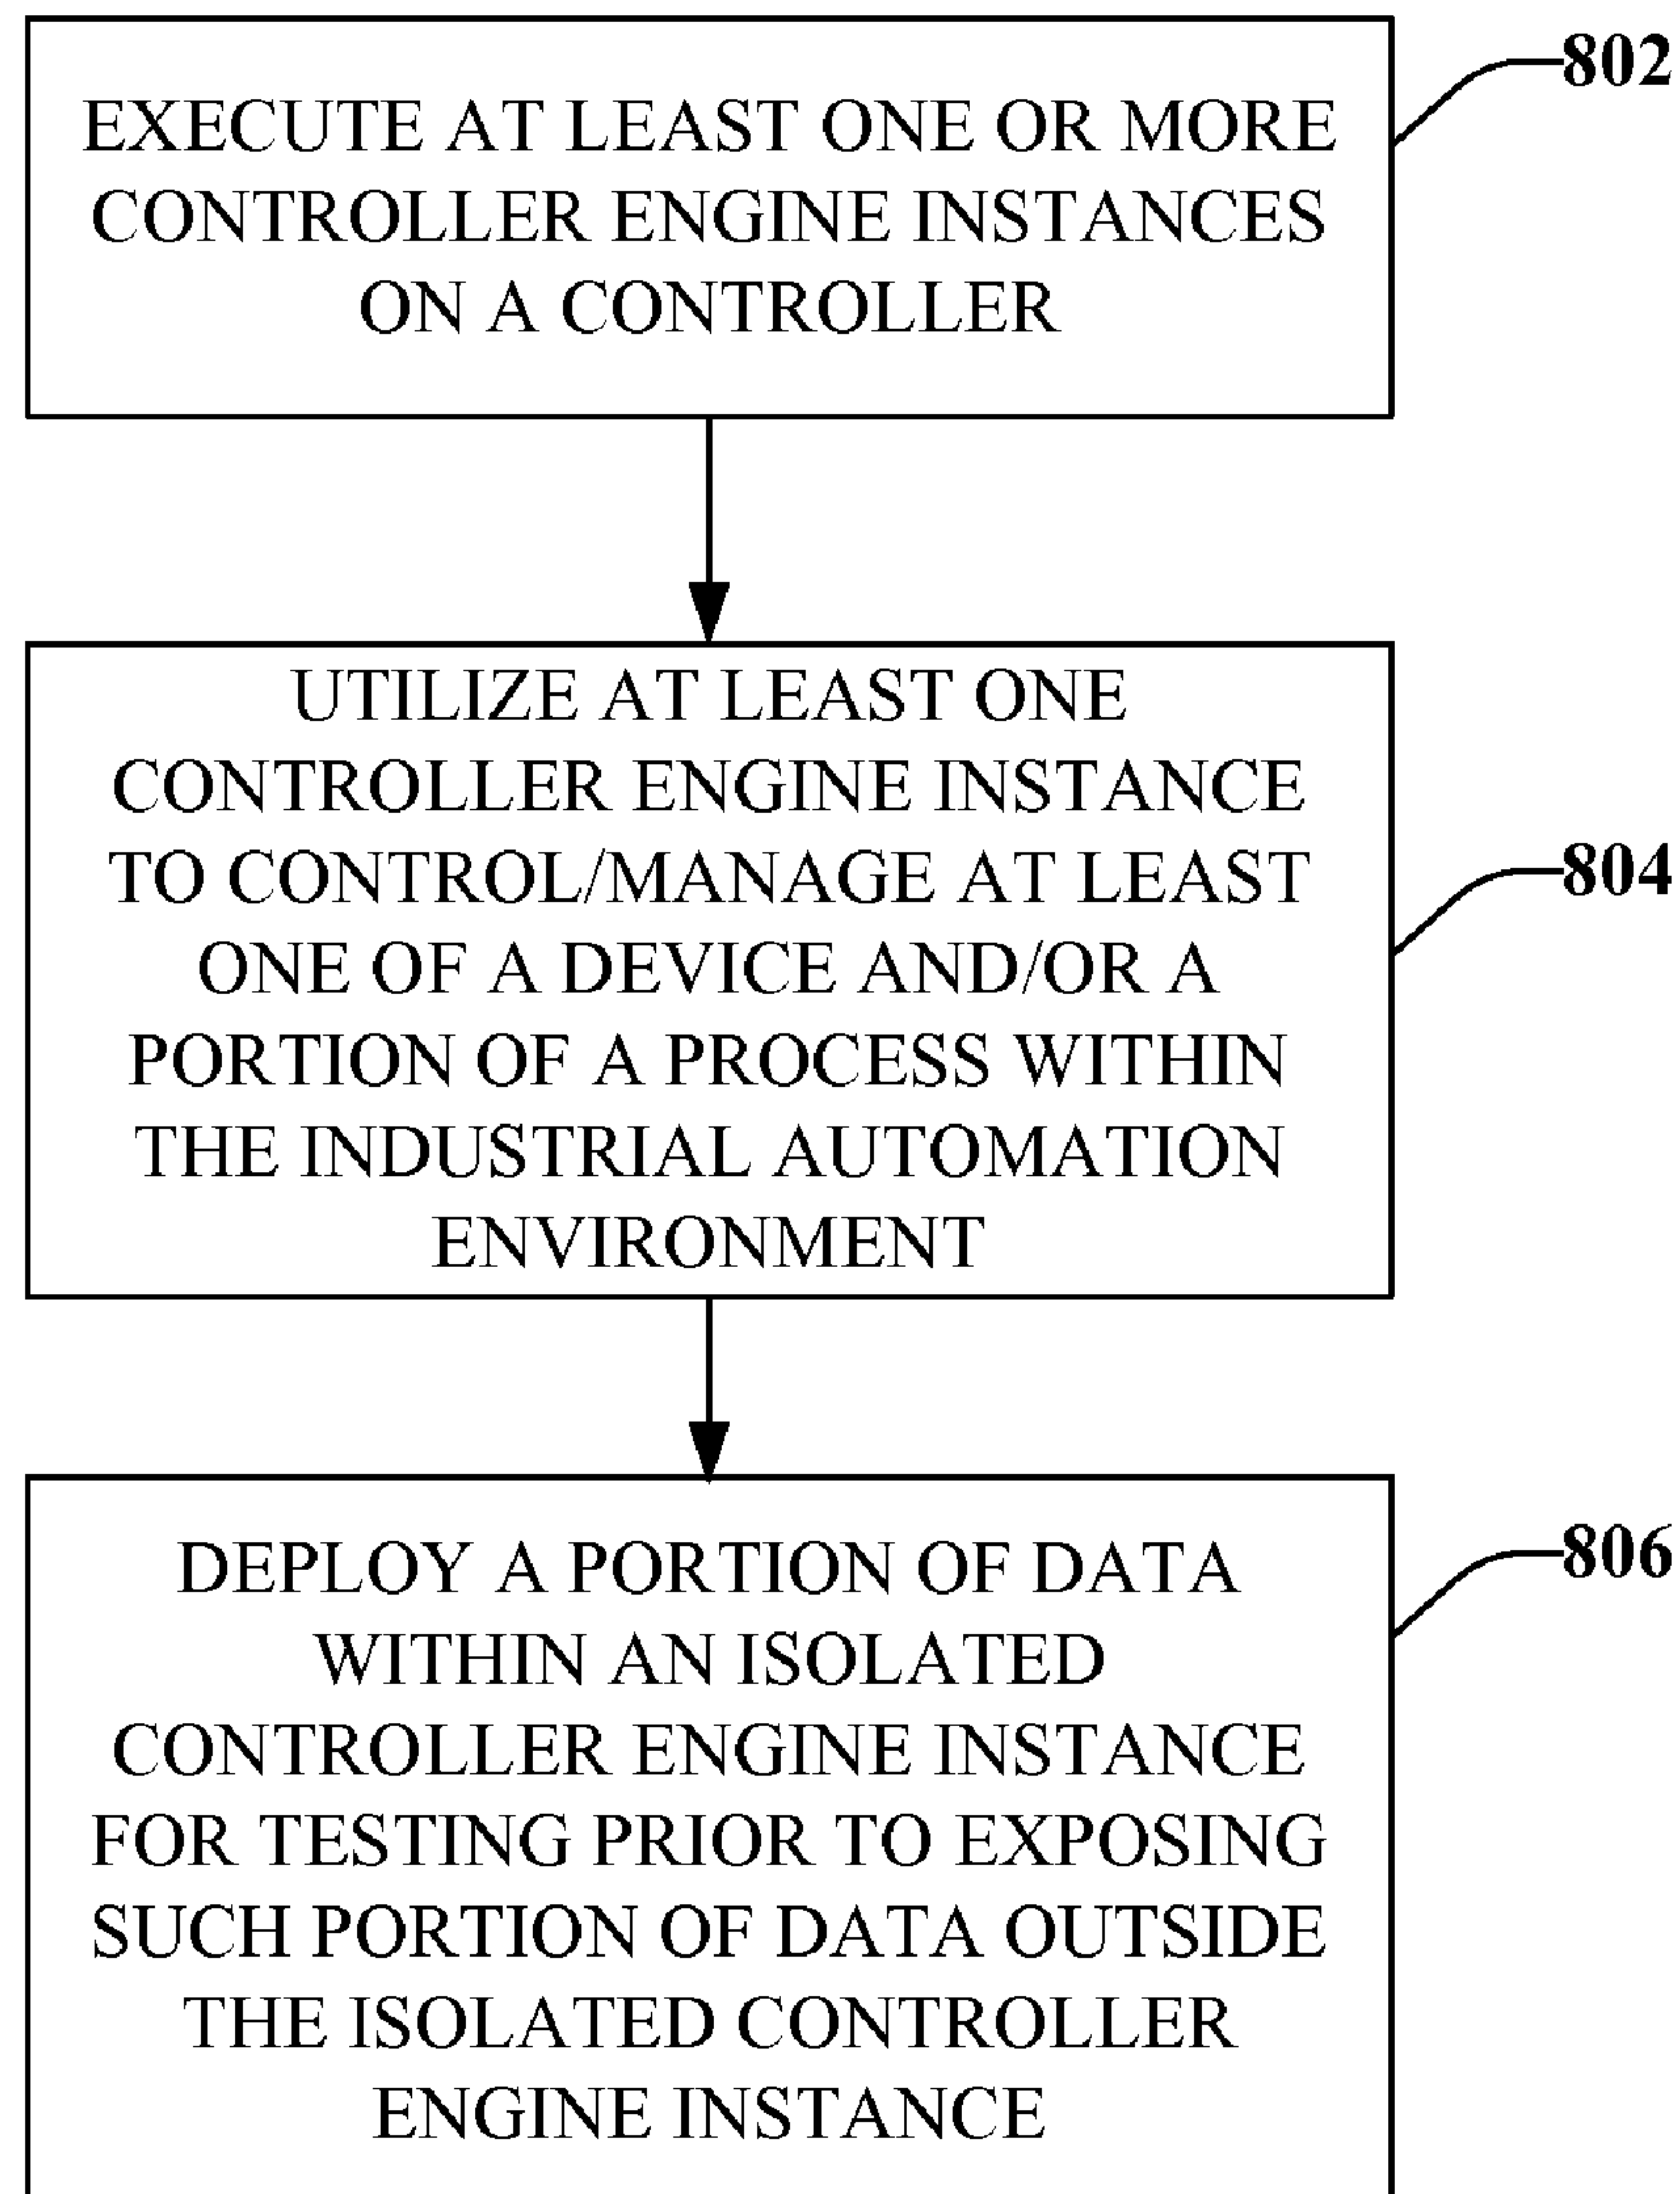 802
EXECUTE AT LEAST ONE OR MORE
CONTROLLER ENGINE INSTANCES
ON A CONTROLLER
UTILIZE AT LEAST ONE
CONTROLLER ENGINE INSTANCE
TO CONTROL/MANAGE AT LEAST
ONE OF A DEVICE AND/OR A
PORTION OF A PROCESS WITHIN
THE INDUSTRIAL AUTOMATION
ENVIRONMENT
804
DEPLOY A PORTION OF DATA
WITHIN AN ISOLATED
CONTROLLER ENGINE INSTANCE
FOR TESTING PRIOR TO EXPOSING
SUCH PORTION OF DATA OUTSIDE
THE ISOLATED CONTROLLER
ENGINE INSTANCE
806